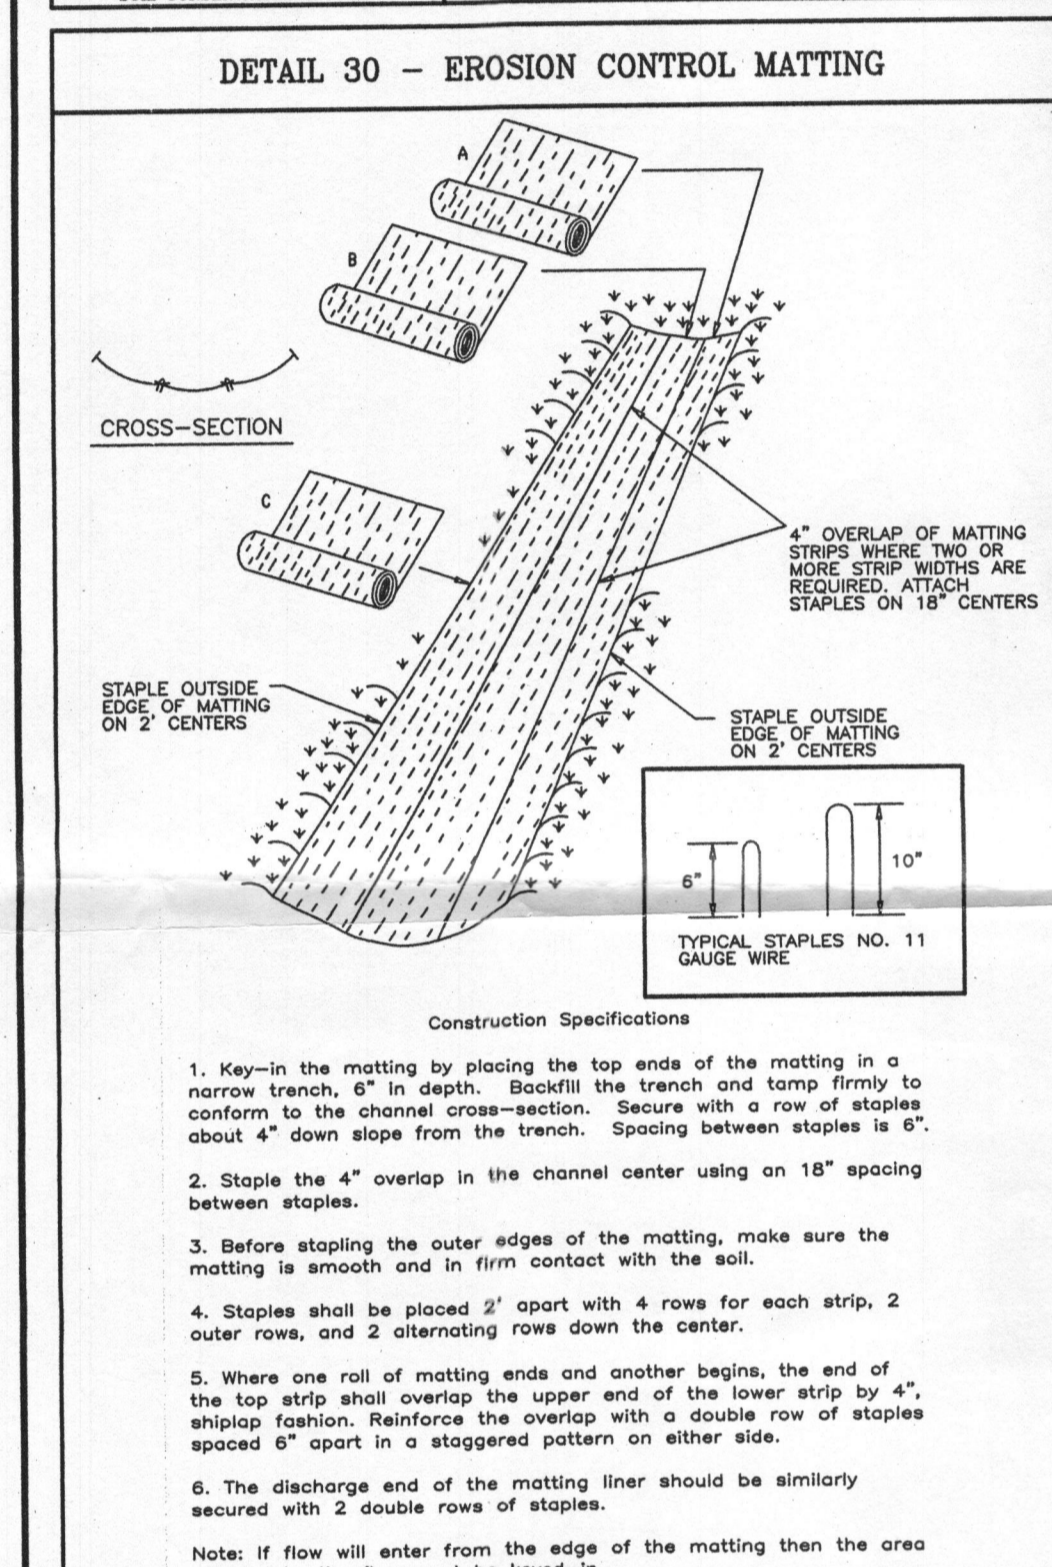 DETAIL 30 – EROSION CONTROL MATTING
A
B
CROSS–SECTION
C
4" OVERLAP OF MATTING
STRIPS WHERE TWO OR
MORE STRIP WIDTHS ARE
REQUIRED. ATTACH
STAPLES ON 18" CENTERS
STAPLE OUTSIDE
EDGE OF MATTING
ON 2' CENTERS
STAPLE OUTSIDE
EDGE OF MATTING
ON 2' CENTERS
6"
10"
TYPICAL STAPLES NO. 11
GAUGE WIRE
Construction Specifications
1. Key–in the matting by placing the top ends of the matting in a
narrow trench, 6" in depth. Backfill the trench and tamp firmly to
conform to the channel cross–section. Secure with a row of staples
about 4" down slope from the trench. Spacing between staples is 6".
2. Staple the 4" overlap in the channel center using an 18" spacing
between staples.
3. Before stapling the outer edges of the matting, make sure the
matting is smooth and in firm contact with the soil.
4. Staples shall be placed 2' apart with 4 rows for each strip, 2
outer rows, and 2 alternating rows down the center.
5. Where one roll of matting ends and another begins, the end of
the top strip shall overlap the upper end of the lower strip by 4",
shiplap fashion. Reinforce the overlap with a double row of staples
spaced 6" apart in a staggered pattern on either side.
6. The discharge end of the matting liner should be similarly
secured with 2 double rows of staples.
Note: If flow will enter from the edge of the matting then the area